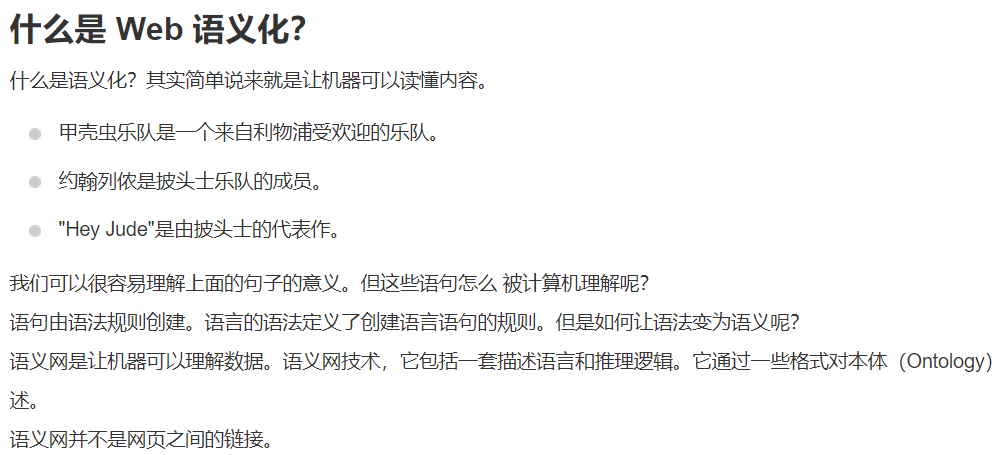 什么是 Web 语义化?
什么是语义化？其实简单说来就是让机器可以读懂内容。
甲壳虫乐队是一个来自利物浦受欢迎的乐队。
约翰列侬是披头士乐队的成员。
"Hey Jude"是由披头士的代表作。
我们可以很容易理解上面的句子的意义。但这些语句怎么 被计算机理解呢？
语句由语法规则创建。语言的语法定义了创建语言语句的规则。但是如何让语法变为语义呢？
语义网是让机器可以理解数据。语义网技术，它包括一套描述语言和推理逻辑。它通过一些格式对本体（Ontology）
述。
语义网并不是网页之间的链接。